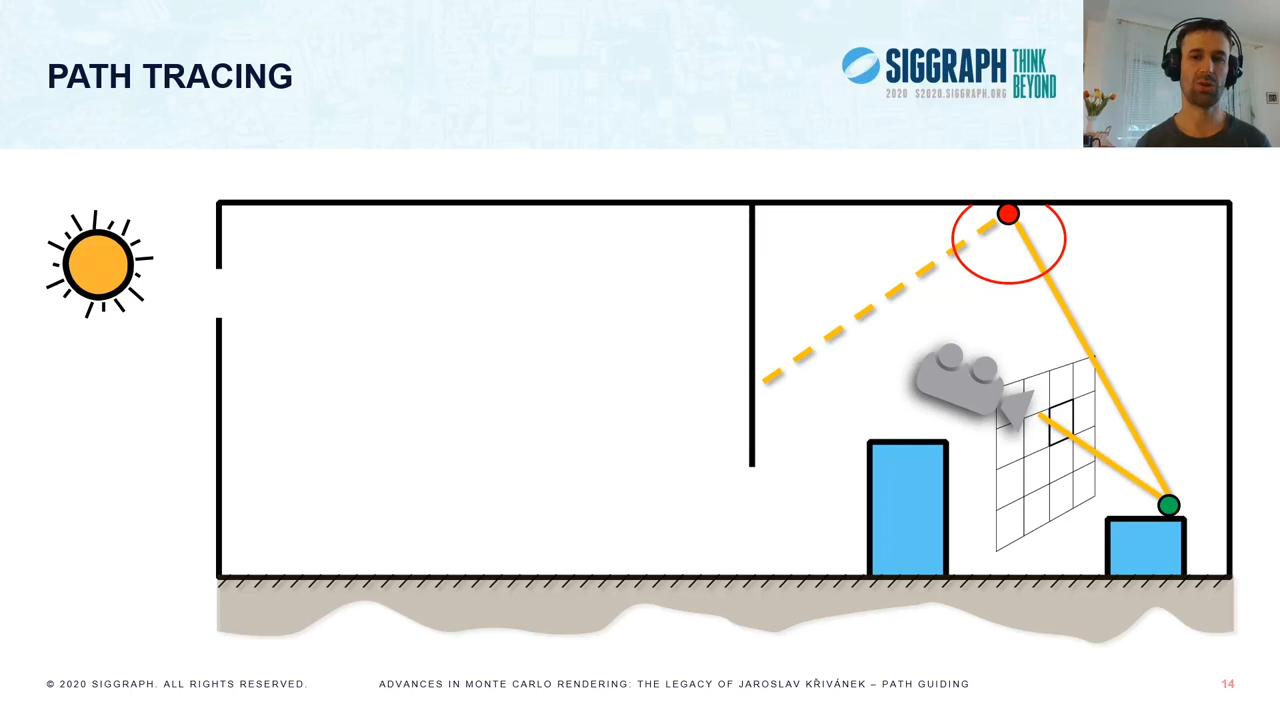 PATH TRACING
SIGGRAPH
THINK
BEYOND
2020 S2020.SIGGRAPH.ORG
© 2020 SIGGRAPH. ALL RIGHTS RESERVED.
ADVANCES IN MONTE CARLO RENDERING: THE LEGACY OF JAROSLAV KŘIVÁNEK – PATH GUIDING
14